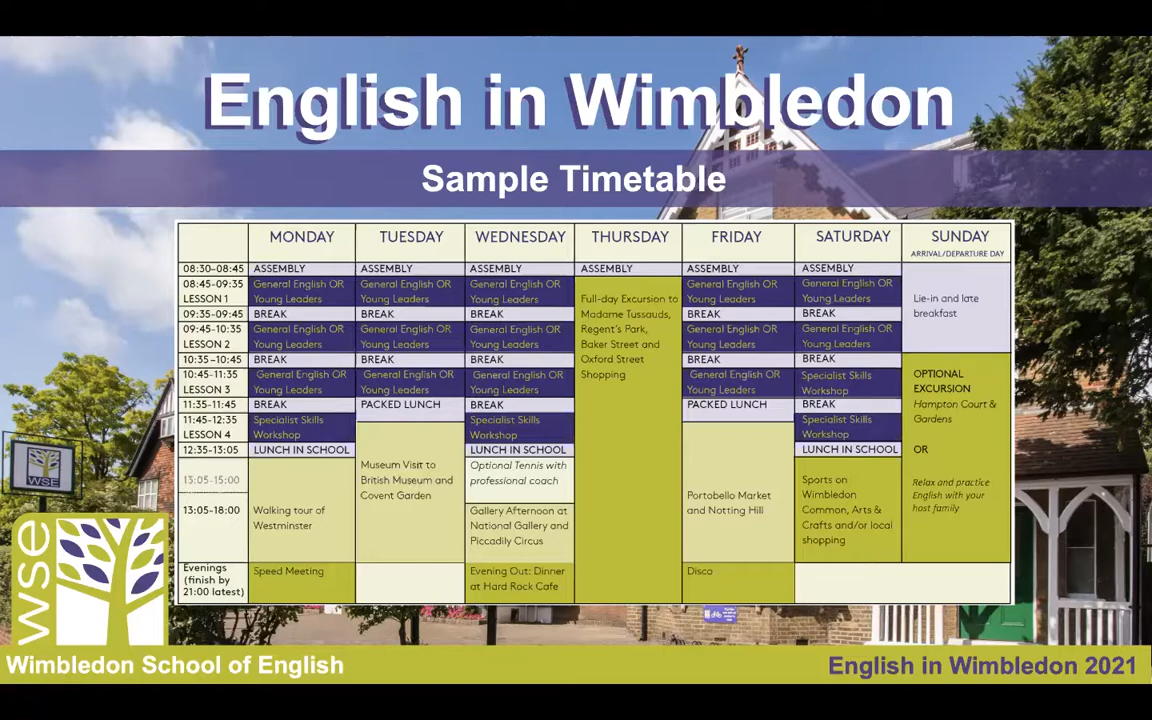 English in Wimbledon
Sample Timetable
MONDAY TUESDAY WEDNESDAY THURSDAY FRIDAY SATURDAY SUNDAY
ARRIVAL/DEPARTURE DAY
08:30-08:45 ASSEMBLY ASSEMBLY ASSEMBLY ASSEMBLY ASSEMBLY ASSEMBLY
08:45-09:35 General English OR General English OR General English OR General English OR General English OR
LESSON 1 Young Leaders Young Leaders Young Leaders Full-day Excursion to Young Leaders Young Leaders Lie-in and late
09:35-09:45 BREAK BREAK BREAK Madame Tussauds, BREAK BREAK breakfast
09:45-10:35 General English OR General English OR General English OR Regent's Park, General English OR General English OR
LESSON 2 Young Leaders Young Leaders Young Leaders Baker Street and Young Leaders Young Leaders
10:35-10:45 BREAK BREAK BREAK Oxford Street BREAK BREAK
10:45-11:35 General English OR General English OR General English OR Shopping General English OR Specialist Skills OPTIONAL
LESSON 3 Young Leaders Young Leaders Young Leaders Young Leaders Workshop EXCURSION
11:35-11:45 BREAK PACKED LUNCH BREAK PACKED LUNCH BREAK Hampton Court &
11:45-12:35 Specialist Skills Specialist Skills Specialist Skills Gardens
LESSON 4 Workshop Workshop Workshop
12:35-13:05 LUNCH IN SCHOOL LUNCH IN SCHOOL LUNCH IN SCHOOL OR
Museum Visit to Optional Tennis with
13:05-15:00 British Museum and professional coach Sports on Relax and practice
Covent Garden Portobello Market Wimbledon English with your
13:05-18:00 Walking tour of Gallery Afternoon at and Notting Hill Common, Arts & host family
Westminster National Gallery and Crafts and/or local
Piccadilly Circus shopping
Evenings Speed Meeting Evening Out: Dinner Disco
(finish by at Hard Rock Cafe
21:00 latest)
WSE
wse
Wimbledon School of English
English in Wimbledon 2021